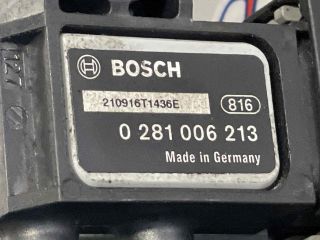 BOSCH
210916T1436E
816
0 281 006 213
Made in Germany